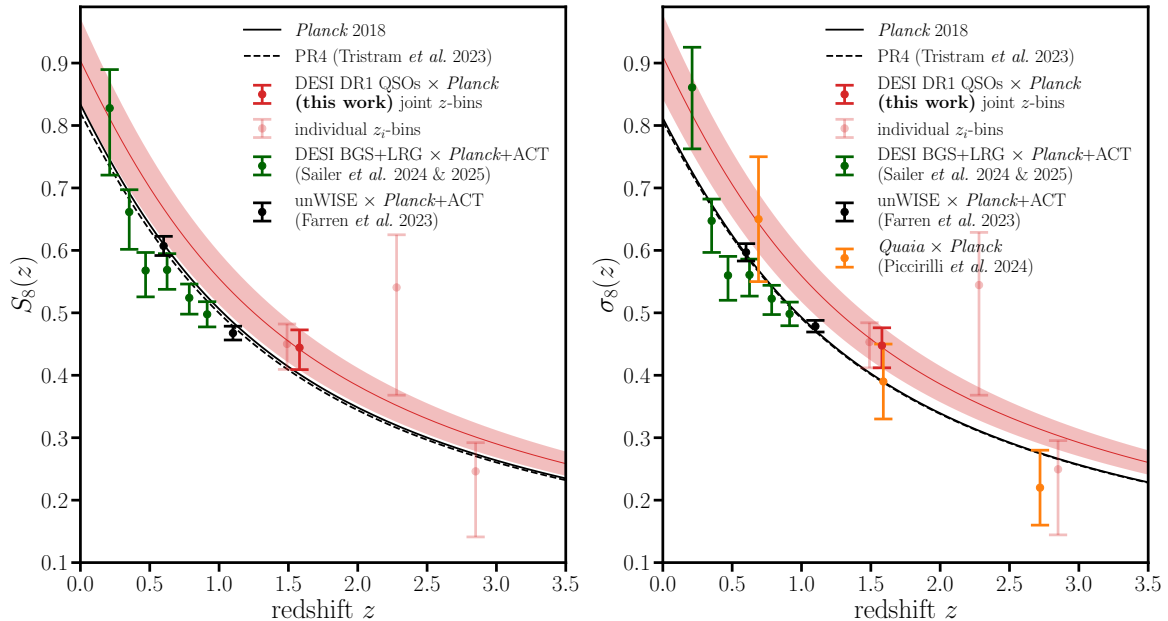 Planck 2018
PR4 (Tristram et al. 2023)
DESI DR1 QSOs × Planck
(this work) joint z-bins
individual zᵢ-bins
DESI BGS+LRG × Planck+ACT
(Sailer et al. 2024 & 2025)
unWISE × Planck+ACT
(Farren et al. 2023)
S₈(z)
0.9
0.8
0.7
0.6
0.5
0.4
0.3
0.2
0.1
0.0 0.5 1.0 1.5 2.0 2.5 3.0 3.5
redshift z
Planck 2018
PR4 (Tristram et al. 2023)
DESI DR1 QSOs × Planck
(this work) joint z-bins
individual zᵢ-bins
DESI BGS+LRG × Planck+ACT
(Sailer et al. 2024 & 2025)
unWISE × Planck+ACT
(Farren et al. 2023)
Quaia × Planck
(Piccirilli et al. 2024)
σ₈(z)
0.9
0.8
0.7
0.6
0.5
0.4
0.3
0.2
0.1
0.0 0.5 1.0 1.5 2.0 2.5 3.0 3.5
redshift z